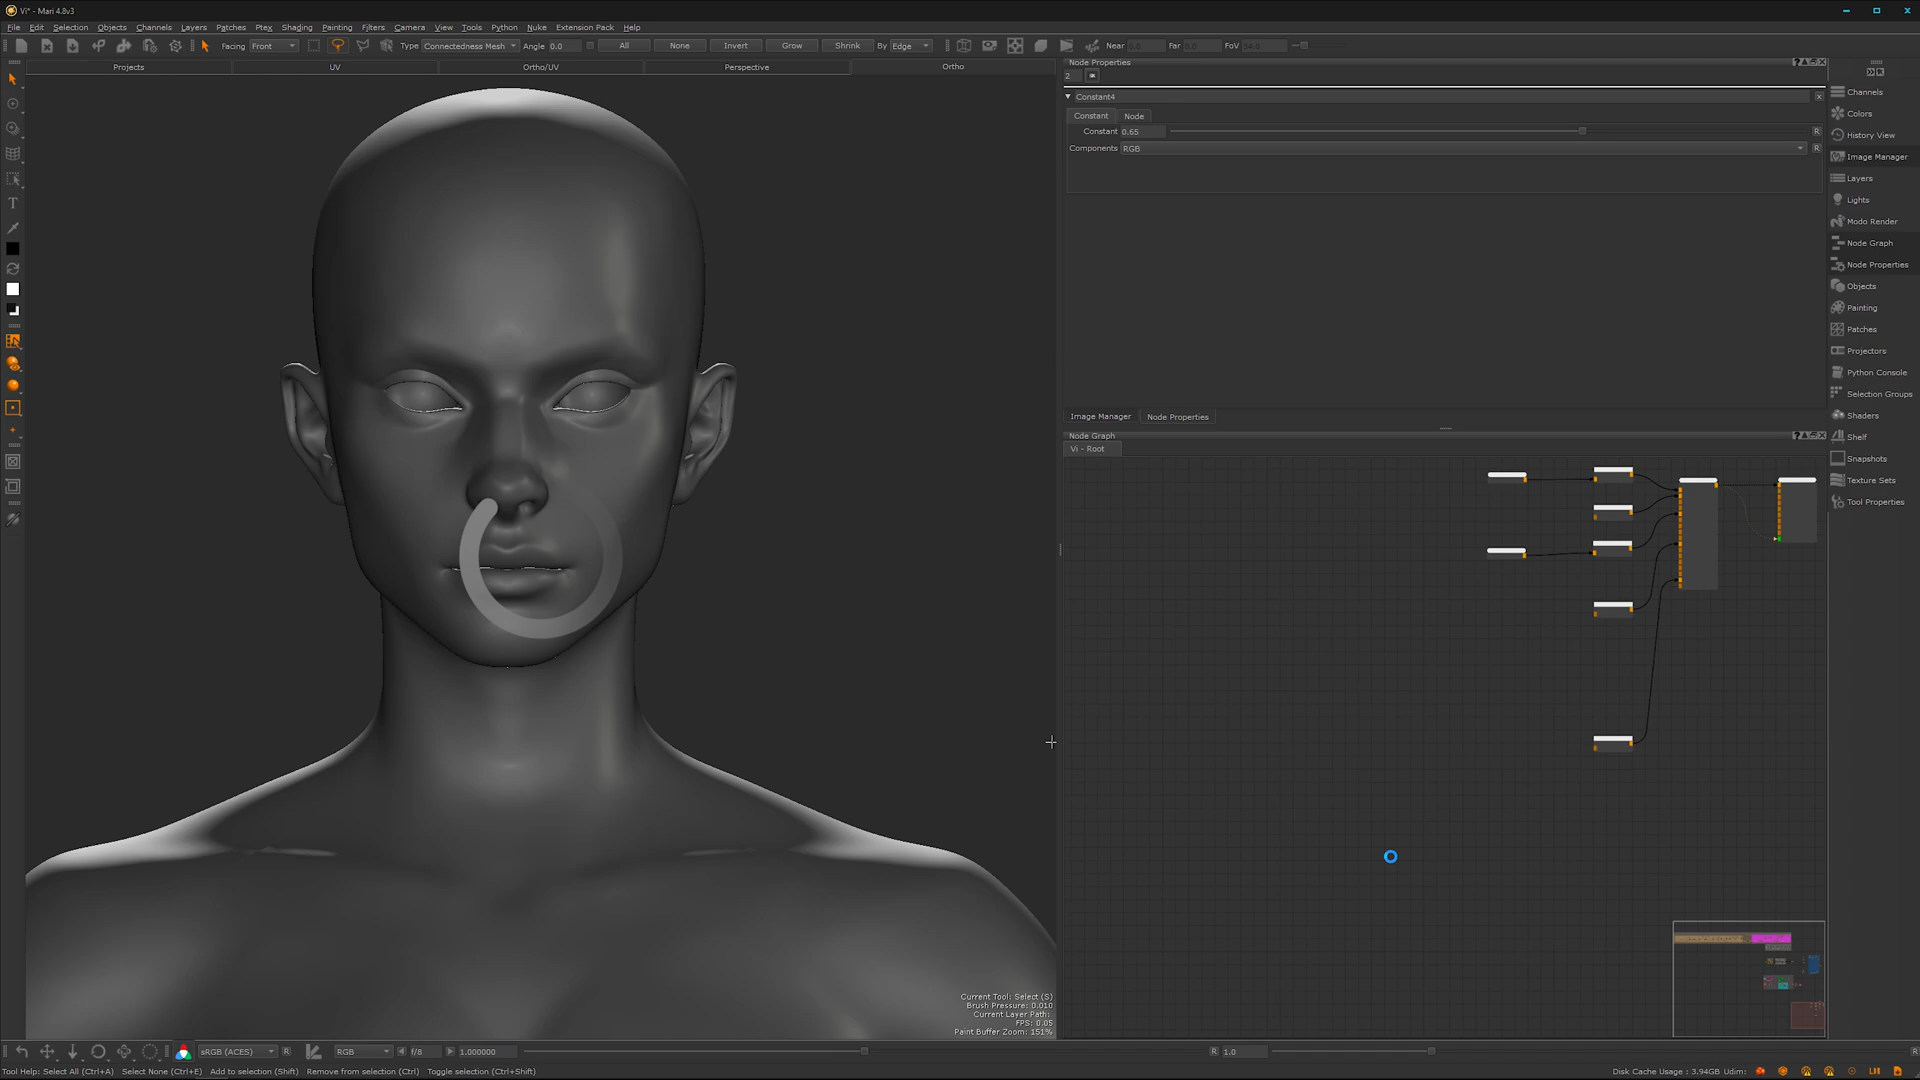 Vi* - Mari 4.8v3
File Edit Selection Objects Channels Layers Patches Ptex Shading Painting Filters Camera View Tools Python Nuke Extension Pack Help
Facing Front Type Connectedness Mesh Angle 0.0 All None Invert Grow Shrink By Edge Near 0.0 Far 0.0 FoV
Projects UV Ortho/UV Perspective Ortho
Node Properties
2
Constant4
Constant Node
Constant 0.65 R
Components RGB R
Image Manager Node Properties
Node Graph
Vi - Root
Channels
Colors
History View
Image Manager
Layers
Lights
Modo Render
Node Graph
Node Properties
Objects
Painting
Patches
Projectors
Python Console
Selection Groups
Shaders
Shelf
Snapshots
Texture Sets
Tool Properties
Current Tool: Select (S)
Brush Pressure: 0.010
Current Layer Path:
FPS: 0.05
Paint Buffer Zoom: 151%
sRGB (ACES) R RGB f/8 1.000000 R 1.0 R
Tool Help: Select All (Ctrl+A) Select None (Ctrl+E) Add to selection (Shift) Remove from selection (Ctrl) Toggle selection (Ctrl+Shift) Disk Cache Usage : 3.94GB Udim: